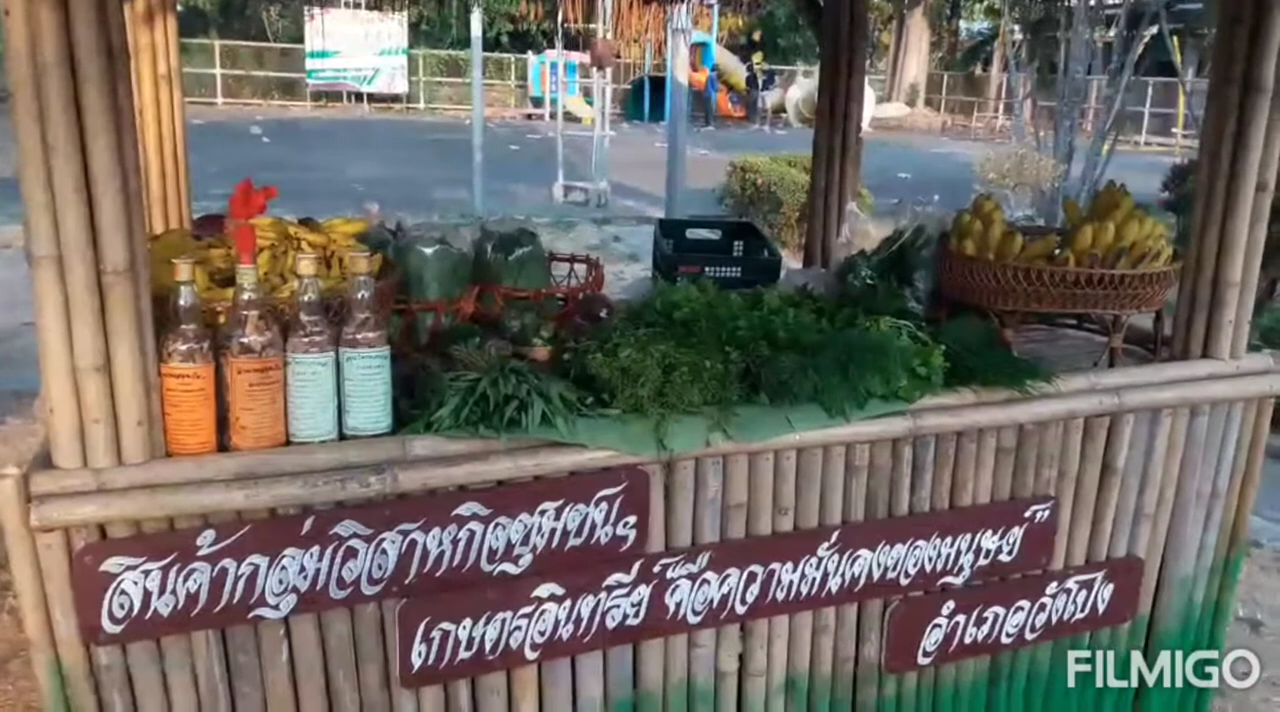 สินค้ากลุ่มวิสาหกิจชุมชน,
เกษตรอินทรีย์ "คือความมั่นคงของมนุษย์"
อำเภอวังโป่ง
FILMIGO